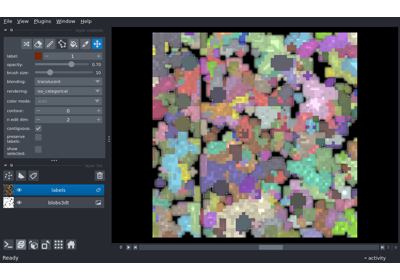 File View Plugins Window Help
label: 1
opacity: 0.70
brush size: 10
blending: translucent
rendering: iso_categorical
color mode:
contour: 0
n edit dim: 2
contiguous:
preserve
labels:
show
selected:
labels
blobs3dt
Ready
activity